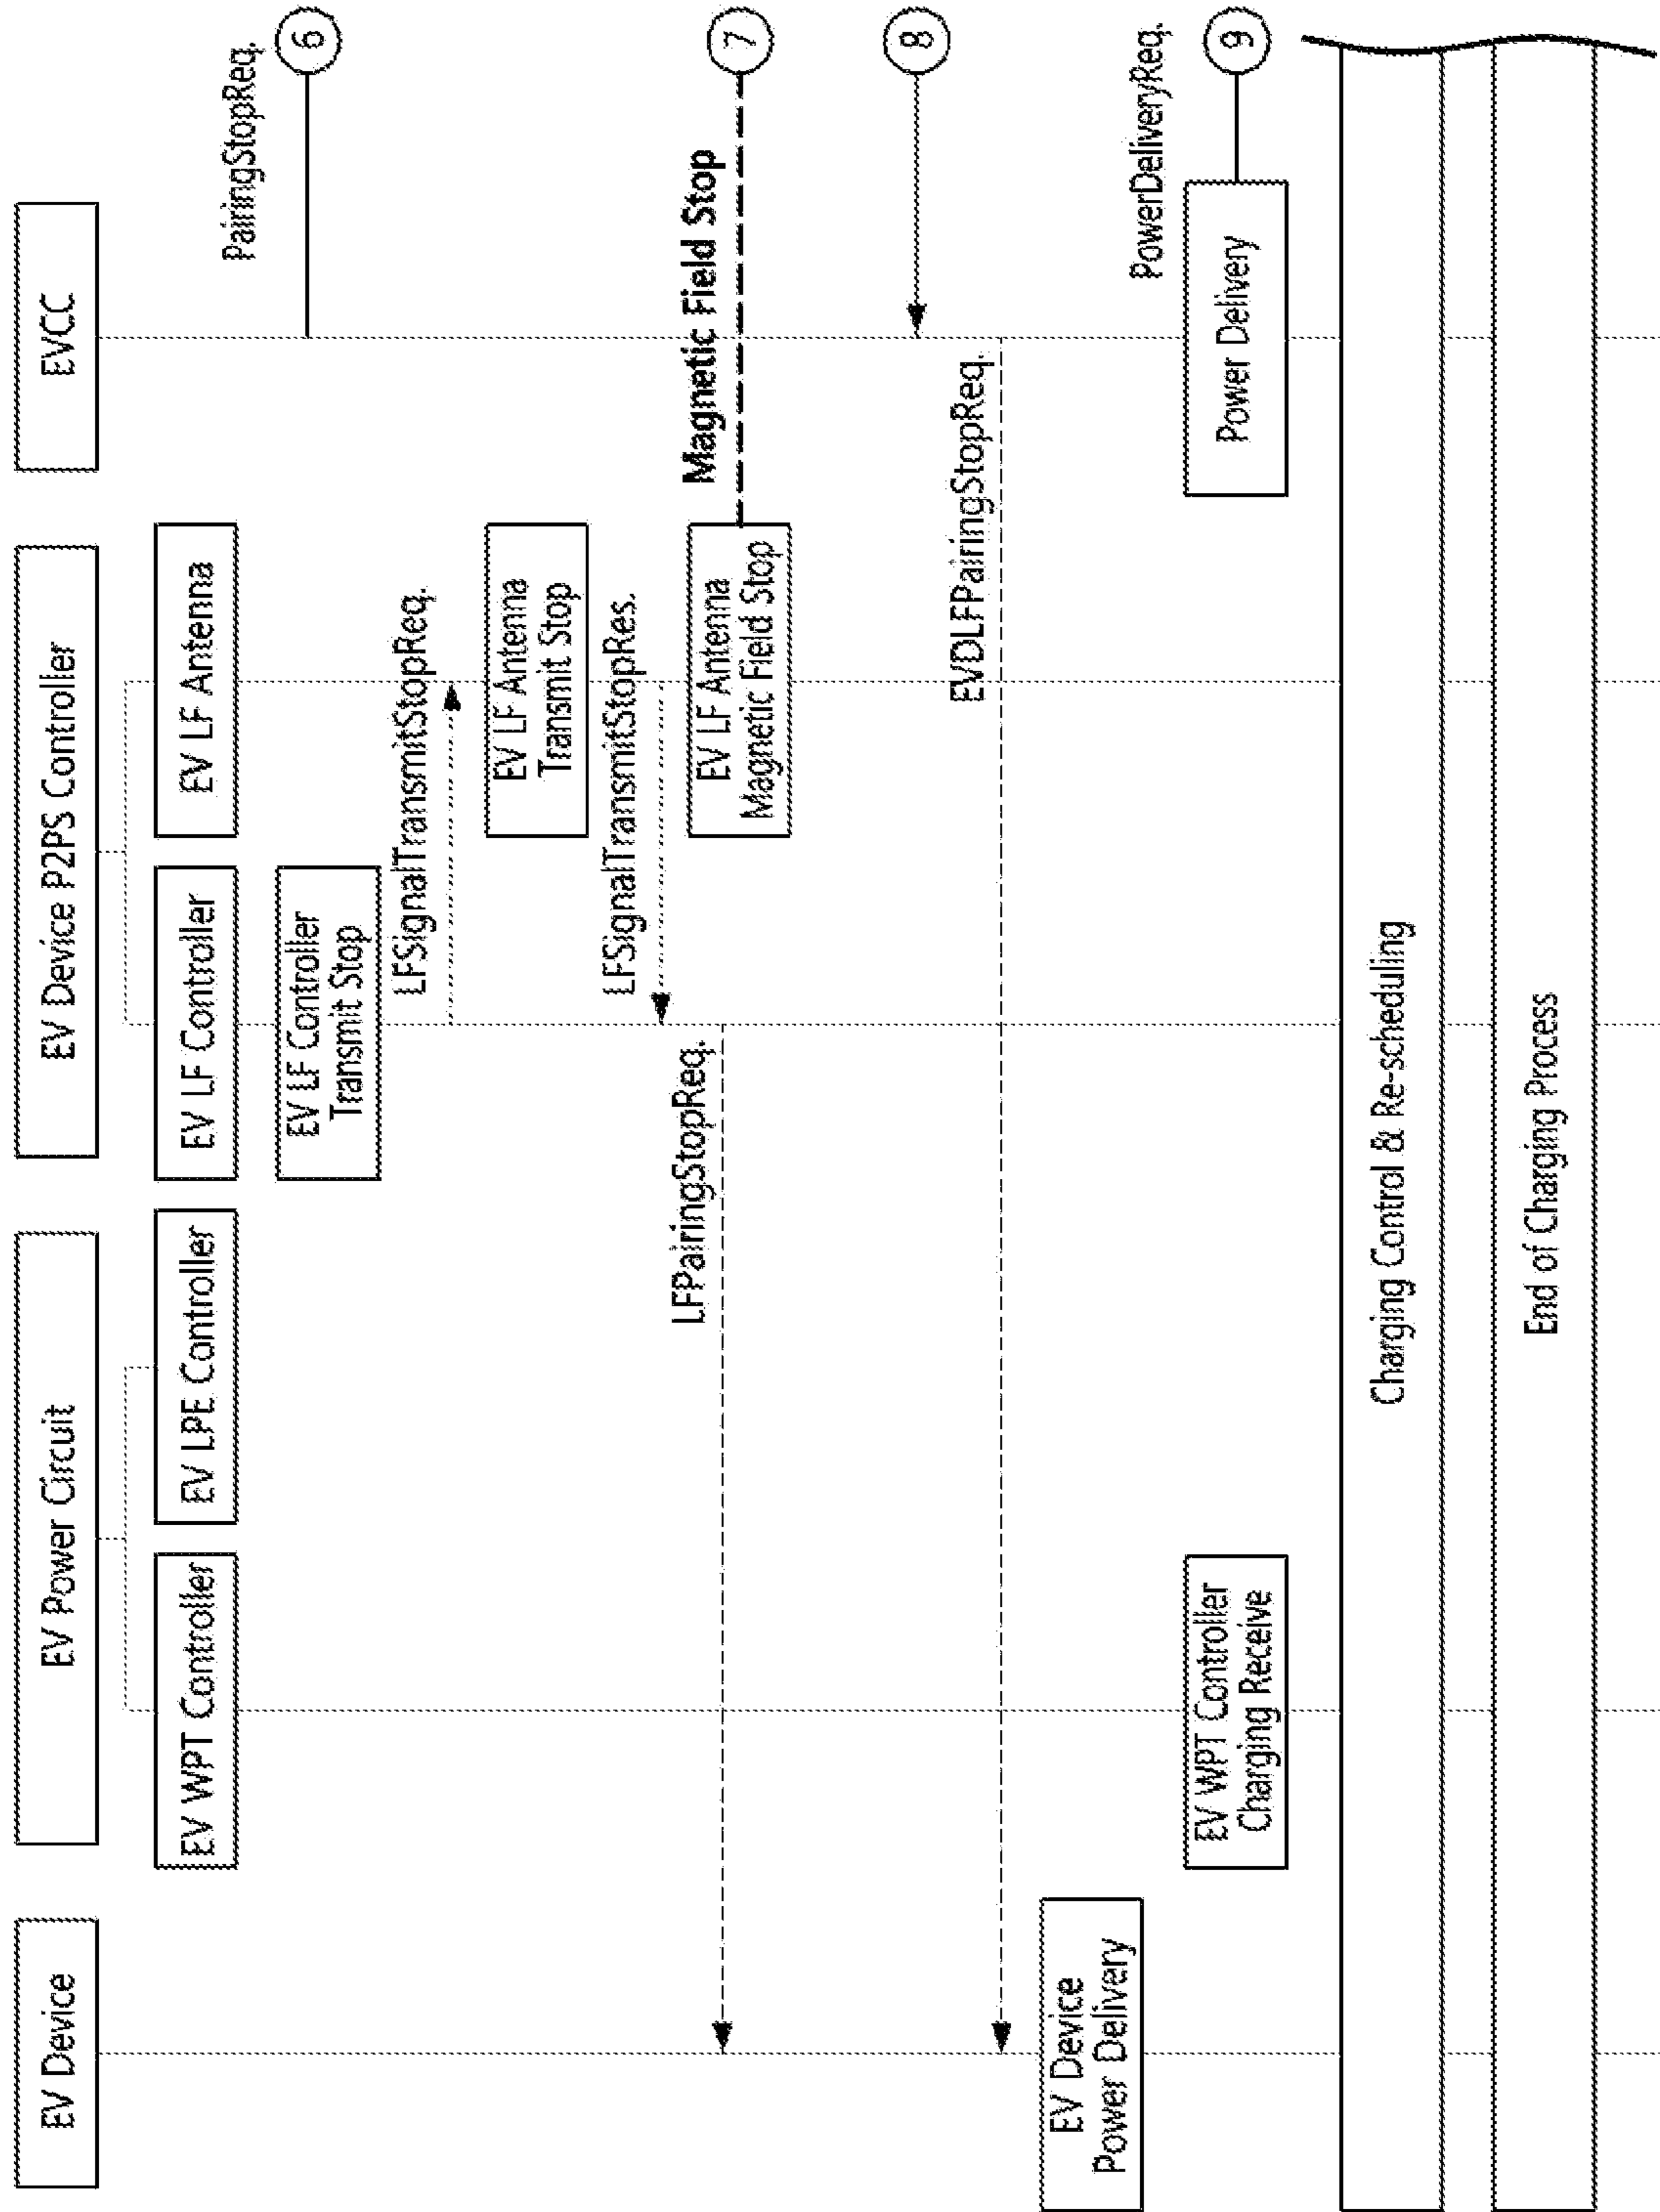 EV Device
EV Power Circuit
EV Device P2PS Controller
EVCC
EV WPT Controller
EV LPE Controller
EV LF Controller
EV LF Antenna
PairingStopReq.
6
EV LF Controller
Transmit Stop
LFSignalTransmitStopReq.
EV LF Antenna
Transmit Stop
LFSignalTransmitStopRes.
LFPairingStopReq.
EV LF Antenna
Magnetic Field Stop
Magnetic Field Stop
7
8
EVDLFPairingStopReq.
EV Device
Power Delivery
PowerDeliveryReq.
EV WPT Controller
Charging Receive
Power Delivery
9
Charging Control & Re-scheduling
End of Charging Process